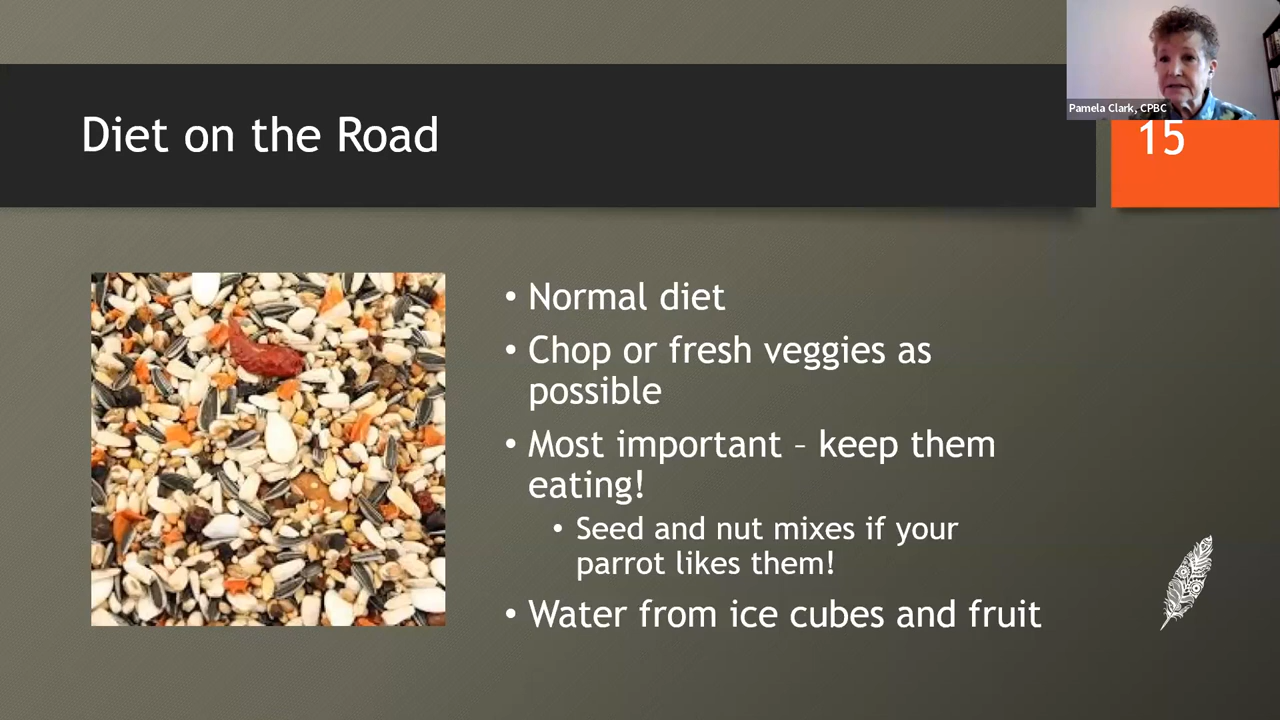 Pamela Clark, CPBC
Diet on the Road
15
• Normal diet
• Chop or fresh veggies as
possible
• Most important – keep them
eating!
• Seed and nut mixes if your
parrot likes them!
• Water from ice cubes and fruit